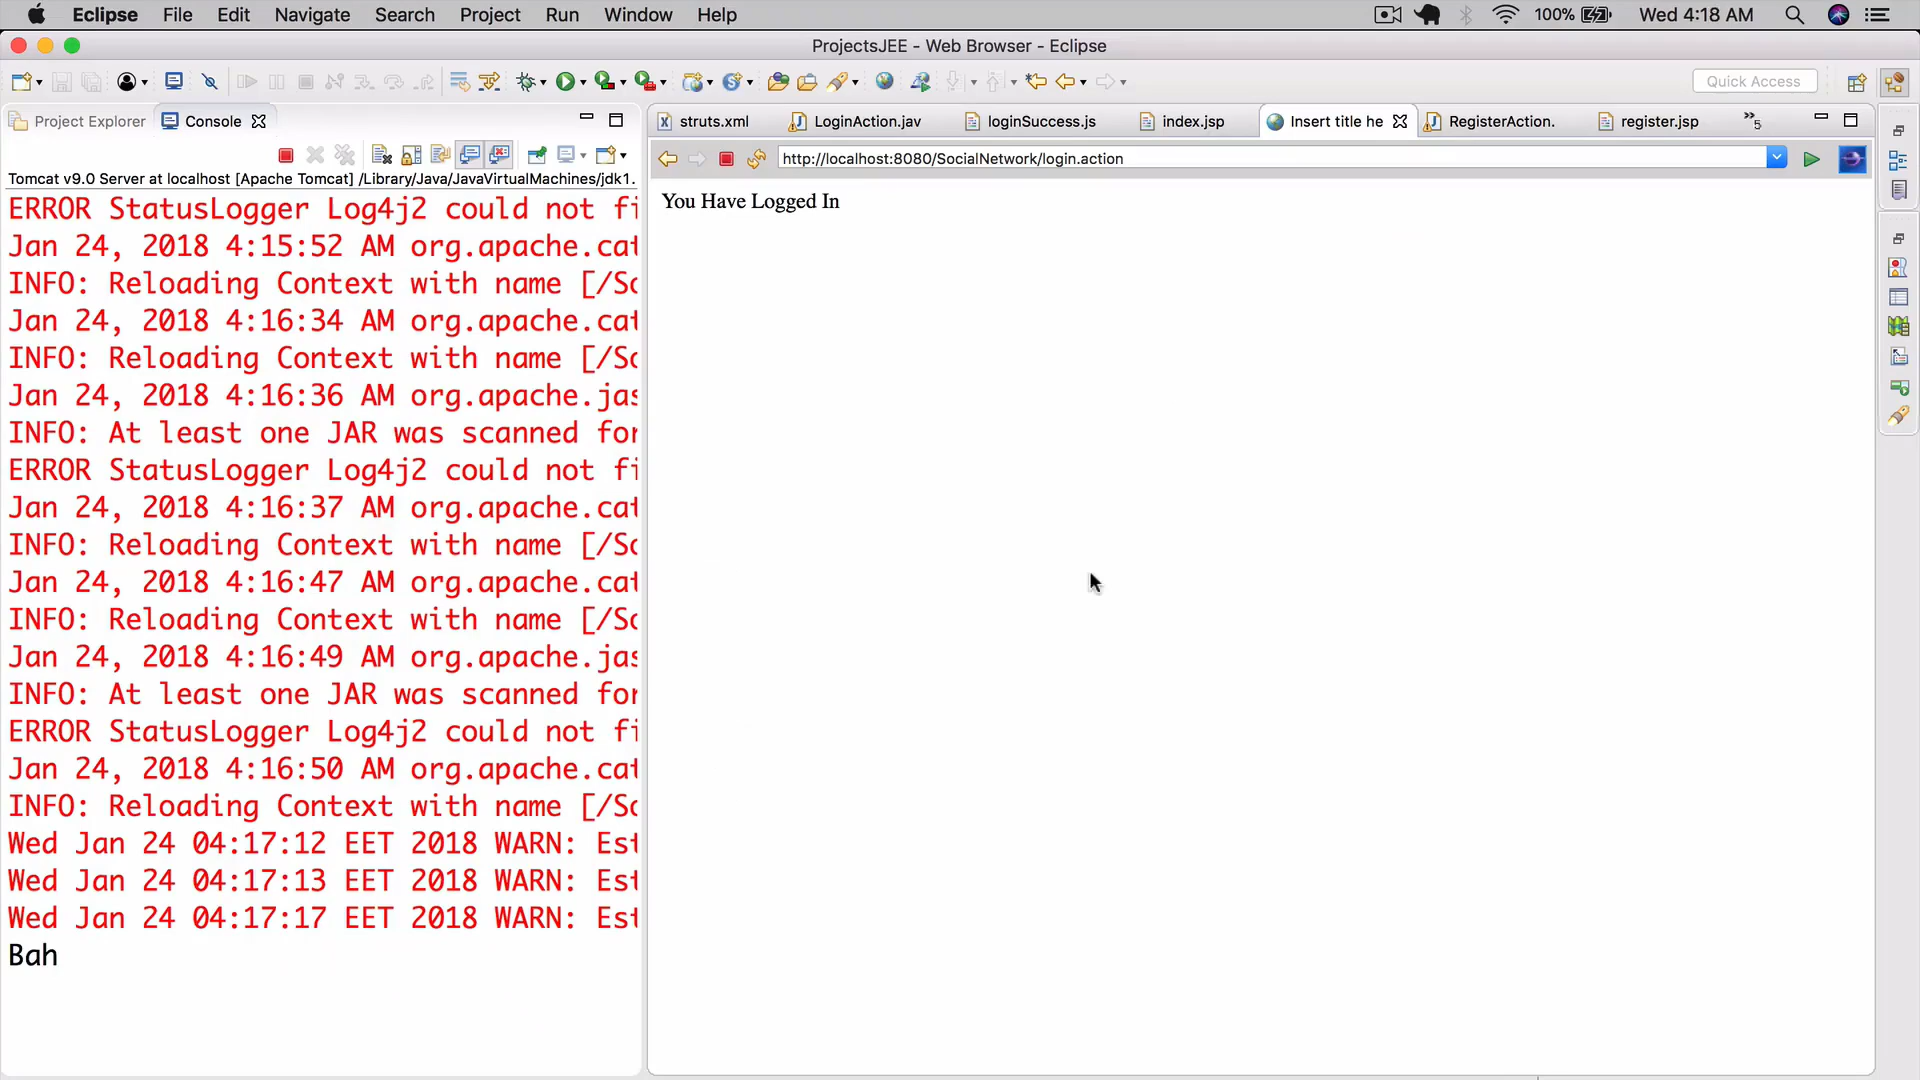 Eclipse File Edit Navigate Search Project Run Window Help 100% Wed 4:18 AM
ProjectsJEE - Web Browser - Eclipse
Quick Access
Project Explorer Console
struts.xml LoginAction.jav loginSuccess.js index.jsp Insert title he RegisterAction. register.jsp »5
http://localhost:8080/SocialNetwork/login.action
Tomcat v9.0 Server at localhost [Apache Tomcat] /Library/Java/JavaVirtualMachines/jdk1.
You Have Logged In
ERROR StatusLogger Log4j2 could not fi
Jan 24, 2018 4:15:52 AM org.apache.cat
INFO: Reloading Context with name [/So
Jan 24, 2018 4:16:34 AM org.apache.cat
INFO: Reloading Context with name [/So
Jan 24, 2018 4:16:36 AM org.apache.jas
INFO: At least one JAR was scanned for
ERROR StatusLogger Log4j2 could not fi
Jan 24, 2018 4:16:37 AM org.apache.cat
INFO: Reloading Context with name [/So
Jan 24, 2018 4:16:47 AM org.apache.cat
INFO: Reloading Context with name [/So
Jan 24, 2018 4:16:49 AM org.apache.jas
INFO: At least one JAR was scanned for
ERROR StatusLogger Log4j2 could not fi
Jan 24, 2018 4:16:50 AM org.apache.cat
INFO: Reloading Context with name [/So
Wed Jan 24 04:17:12 EET 2018 WARN: Est
Wed Jan 24 04:17:13 EET 2018 WARN: Est
Wed Jan 24 04:17:17 EET 2018 WARN: Est
Bah